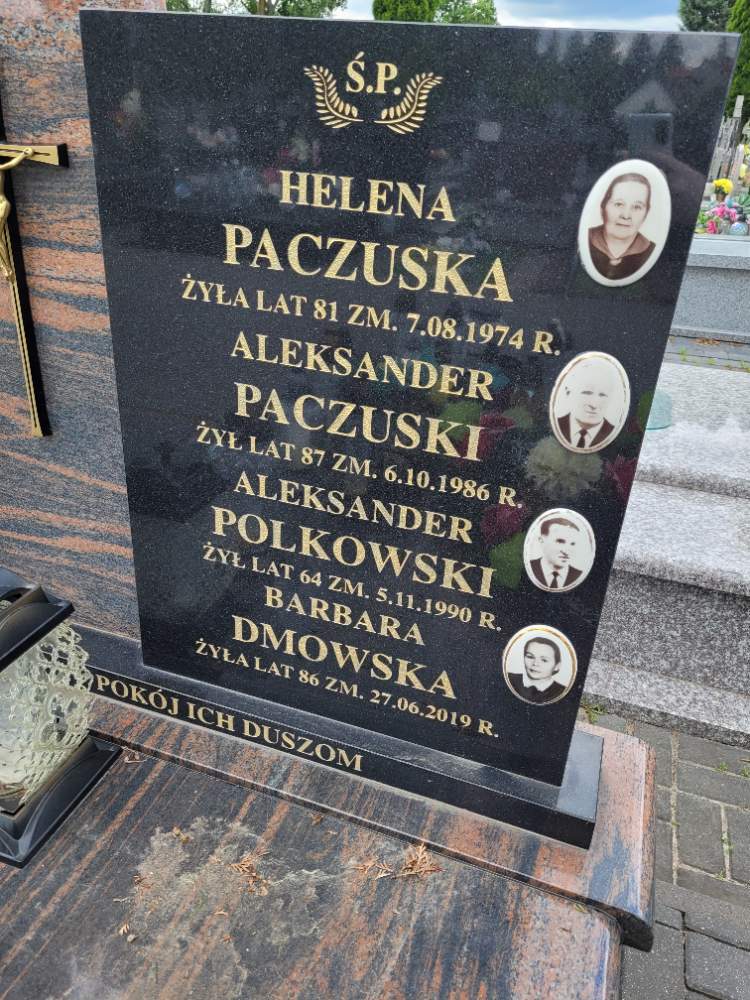 Ś.P.
HELENA
PACZUSKA
ŻYŁA LAT 81 ZM. 7.08.1974 R.
ALEKSANDER
PACZUSKI
ŻYŁ LAT 87 ZM. 6.10.1986 R.
ALEKSANDER
POLKOWSKI
ŻYŁ LAT 64 ZM. 5.11.1990 R.
BARBARA
DMOWSKA
ŻYŁA LAT 86 ZM. 27.06.2019 R.
POKÓJ ICH DUSZOM